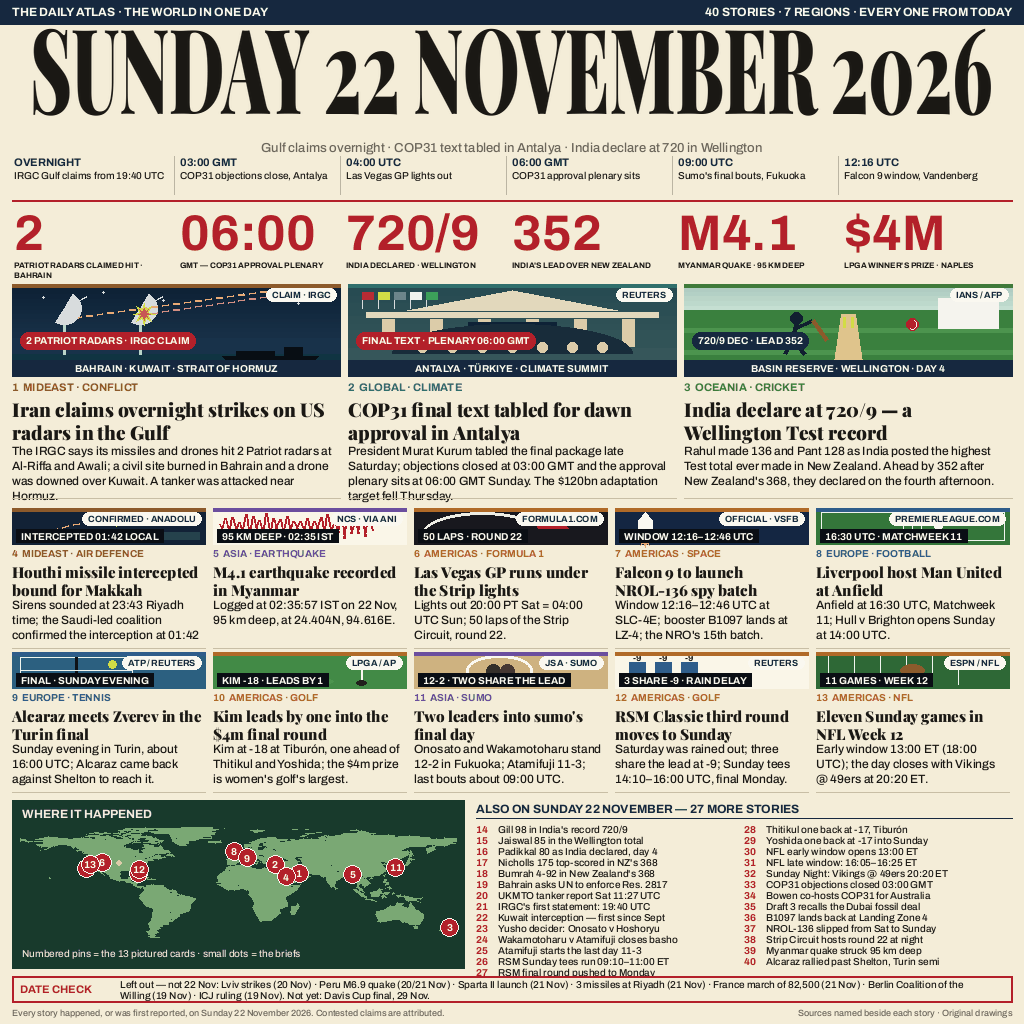 THE DAILY ATLAS · THE WORLD IN ONE DAY
40 STORIES · 7 REGIONS · EVERY ONE FROM TODAY
SUNDAY 22 NOVEMBER 2026
Gulf claims overnight · COP31 text tabled in Antalya · India declare at 720 in Wellington
OVERNIGHT
IRGC Gulf claims from 19:40 UTC
03:00 GMT
COP31 objections close, Antalya
04:00 UTC
Las Vegas GP lights out
06:00 GMT
COP31 approval plenary sits
09:00 UTC
Sumo's final bouts, Fukuoka
12:16 UTC
Falcon 9 window, Vandenberg
2
PATRIOT RADARS CLAIMED HIT ·
BAHRAIN
06:00
GMT — COP31 APPROVAL PLENARY
720/9
INDIA DECLARED · WELLINGTON
352
INDIA'S LEAD OVER NEW ZEALAND
M4.1
MYANMAR QUAKE · 95 KM DEEP
$4M
LPGA WINNER'S PRIZE · NAPLES
CLAIM · IRGC
2 PATRIOT RADARS · IRGC CLAIM
BAHRAIN · KUWAIT · STRAIT OF HORMUZ
1 MIDEAST · CONFLICT
Iran claims overnight strikes on US
radars in the Gulf
The IRGC says its missiles and drones hit 2 Patriot radars at
Al-Riffa and Awali; a civil site burned in Bahrain and a drone
was downed over Kuwait. A tanker was attacked near
Hormuz.
REUTERS
FINAL TEXT · PLENARY 06:00 GMT
ANTALYA · TÜRKIYE · CLIMATE SUMMIT
2 GLOBAL · CLIMATE
COP31 final text tabled for dawn
approval in Antalya
President Murat Kurum tabled the final package late
Saturday; objections closed at 03:00 GMT and the approval
plenary sits at 06:00 GMT Sunday. The $120bn adaptation
target fell Thursday.
IANS / AFP
720/9 DEC · LEAD 352
BASIN RESERVE · WELLINGTON · DAY 4
3 OCEANIA · CRICKET
India declare at 720/9 — a
Wellington Test record
Rahul made 136 and Pant 128 as India posted the highest
Test total ever made in New Zealand. Ahead by 352 after
New Zealand's 368, they declared on the fourth afternoon.
CONFIRMED · ANADOLU
INTERCEPTED 01:42 LOCAL
4 MIDEAST · AIR DEFENCE
Houthi missile intercepted
bound for Makkah
Sirens sounded at 23:43 Riyadh
time; the Saudi-led coalition
confirmed the interception at 01:42
NCS · VIA ANI
95 KM DEEP · 02:35 IST
5 ASIA · EARTHQUAKE
M4.1 earthquake recorded
in Myanmar
Logged at 02:35:57 IST on 22 Nov,
95 km deep, at 24.404N, 94.616E.
FORMULA1.COM
50 LAPS · ROUND 22
6 AMERICAS · FORMULA 1
Las Vegas GP runs under
the Strip lights
Lights out 20:00 PT Sat = 04:00
UTC Sun; 50 laps of the Strip
Circuit, round 22.
OFFICIAL · VSFB
WINDOW 12:16–12:46 UTC
7 AMERICAS · SPACE
Falcon 9 to launch
NROL-136 spy batch
Window 12:16–12:46 UTC at
SLC-4E; booster B1097 lands at
LZ-4; the NRO's 15th batch.
PREMIERLEAGUE.COM
16:30 UTC · MATCHWEEK 11
8 EUROPE · FOOTBALL
Liverpool host Man United
at Anfield
Anfield at 16:30 UTC, Matchweek
11; Hull v Brighton opens Sunday
at 14:00 UTC.
ATP / REUTERS
FINAL · SUNDAY EVENING
9 EUROPE · TENNIS
Alcaraz meets Zverev in the
Turin final
Sunday evening in Turin, about
16:00 UTC; Alcaraz came back
against Shelton to reach it.
LPGA / AP
KIM -18 · LEADS BY 1
10 AMERICAS · GOLF
Kim leads by one into the
$4m final round
Kim at -18 at Tiburón, one ahead of
Thitikul and Yoshida; the $4m prize
is women's golf's largest.
JSA · SUMO
12-2 · TWO SHARE THE LEAD
11 ASIA · SUMO
Two leaders into sumo's
final day
Onosato and Wakamotoharu stand
12-2 in Fukuoka; Atamifuji 11-3;
last bouts about 09:00 UTC.
-9 -9 -9
REUTERS
3 SHARE -9 · RAIN DELAY
12 AMERICAS · GOLF
RSM Classic third round
moves to Sunday
Saturday was rained out; three
share the lead at -9; Sunday tees
14:10–16:00 UTC, final Monday.
ESPN / NFL
11 GAMES · WEEK 12
13 AMERICAS · NFL
Eleven Sunday games in
NFL Week 12
Early window 13:00 ET (18:00
UTC); the day closes with Vikings
@ 49ers at 20:20 ET.
WHERE IT HAPPENED
13
6
12
8
9
2
4
1
5
11
3
Numbered pins = the 13 pictured cards · small dots = the briefs
ALSO ON SUNDAY 22 NOVEMBER — 27 MORE STORIES
14 Gill 98 in India's record 720/9
15 Jaiswal 85 in the Wellington total
16 Padikkal 80 as India declared, day 4
17 Nicholls 175 top-scored in NZ's 368
18 Bumrah 4-92 in New Zealand's 368
19 Bahrain asks UN to enforce Res. 2817
20 UKMTO tanker report Sat 11:27 UTC
21 IRGC's first statement: 19:40 UTC
22 Kuwait interception — first since Sept
23 Yusho decider: Onosato v Hoshoryu
24 Wakamotoharu v Atamifuji closes basho
25 Atamifuji starts the last day 11-3
26 RSM Sunday tees run 09:10–11:00 ET
27 RSM final round pushed to Monday
28 Thitikul one back at -17, Tiburón
29 Yoshida one back at -17 into Sunday
30 NFL early window opens 13:00 ET
31 NFL late window: 16:05–16:25 ET
32 Sunday Night: Vikings @ 49ers 20:20 ET
33 COP31 objections closed 03:00 GMT
34 Bowen co-hosts COP31 for Australia
35 Draft 3 recalls the Dubai fossil deal
36 B1097 lands back at Landing Zone 4
37 NROL-136 slipped from Sat to Sunday
38 Strip Circuit hosts round 22 at night
39 Myanmar quake struck 95 km deep
40 Alcaraz rallied past Shelton, Turin semi
DATE CHECK
Left out — not 22 Nov: Lviv strikes (20 Nov) · Peru M6.9 quake (20/21 Nov) · Sparta II launch (21 Nov) · 3 missiles at Riyadh (21 Nov) · France march of 82,500 (21 Nov) · Berlin Coalition of the
Willing (19 Nov) · ICJ ruling (19 Nov). Not yet: Davis Cup final, 29 Nov.
Every story happened, or was first reported, on Sunday 22 November 2026. Contested claims are attributed.
Sources named beside each story · Original drawings